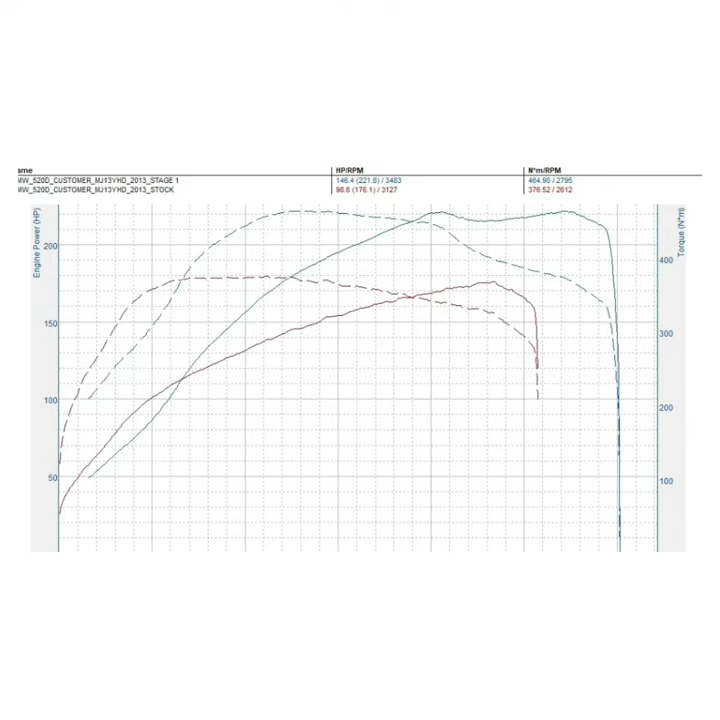 ame HP/RPM N*m/RPM
MW_520D_CUSTOMER_MJ13YHD_2013_STAGE 1 146.4 (221.8) / 3483 464.90 / 2795
MW_520D_CUSTOMER_MJ13YHD_2013_STOCK 98.6 (176.1) / 3127 376.52 / 2612
Engine Power (HP)
Torque (N*m)
200
400
150
300
100
200
50
100